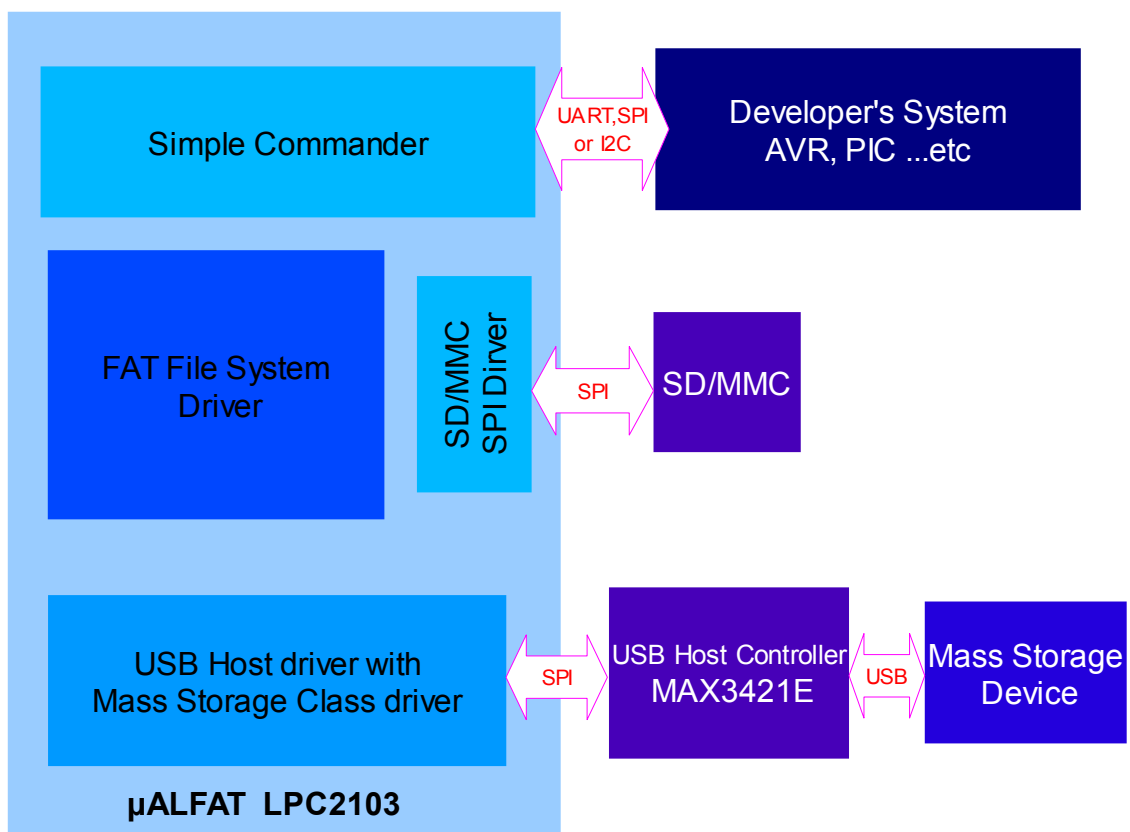 Simple Commander
UART,SPI
or I2C
Developer's System
AVR, PIC ...etc
FAT File System
Driver
SD/MMC
SPI Dirver
SPI
SD/MMC
USB Host driver with
Mass Storage Class driver
SPI
USB Host Controller
MAX3421E
USB
Mass Storage
Device
µALFAT LPC2103